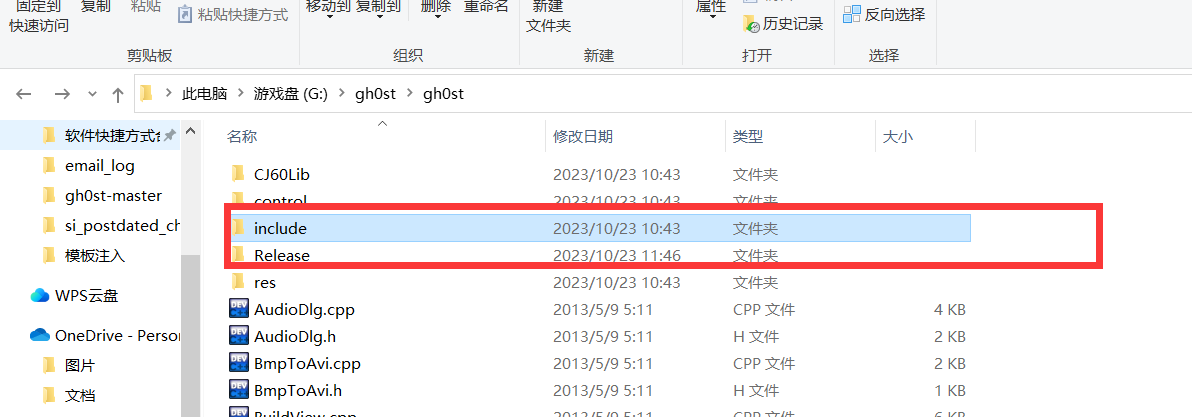 固定到 复制 粘贴 移动到 复制到 删除 重命名 新建 属性
快速访问 粘贴快捷方式 文件夹 历史记录 反向选择
剪贴板 组织 新建 打开 选择
此电脑 游戏盘 (G:) gh0st gh0st
名称 修改日期 类型 大小
软件快捷方式
email_log
gh0st-master
si_postdated_ch
模板注入
WPS云盘
OneDrive - Person
图片
文档
CJ60Lib 2023/10/23 10:43 文件夹
control 2023/10/23 10:43 文件夹
include 2023/10/23 10:43 文件夹
Release 2023/10/23 11:46 文件夹
res 2023/10/23 10:43 文件夹
AudioDlg.cpp 2013/5/9 5:11 CPP 文件 4 KB
AudioDlg.h 2013/5/9 5:11 H 文件 2 KB
BmpToAvi.cpp 2013/5/9 5:11 CPP 文件 2 KB
BmpToAvi.h 2013/5/9 5:11 H 文件 1 KB
BuildView.cpp 2013/5/9 5:11 CPP 文件 6 KB